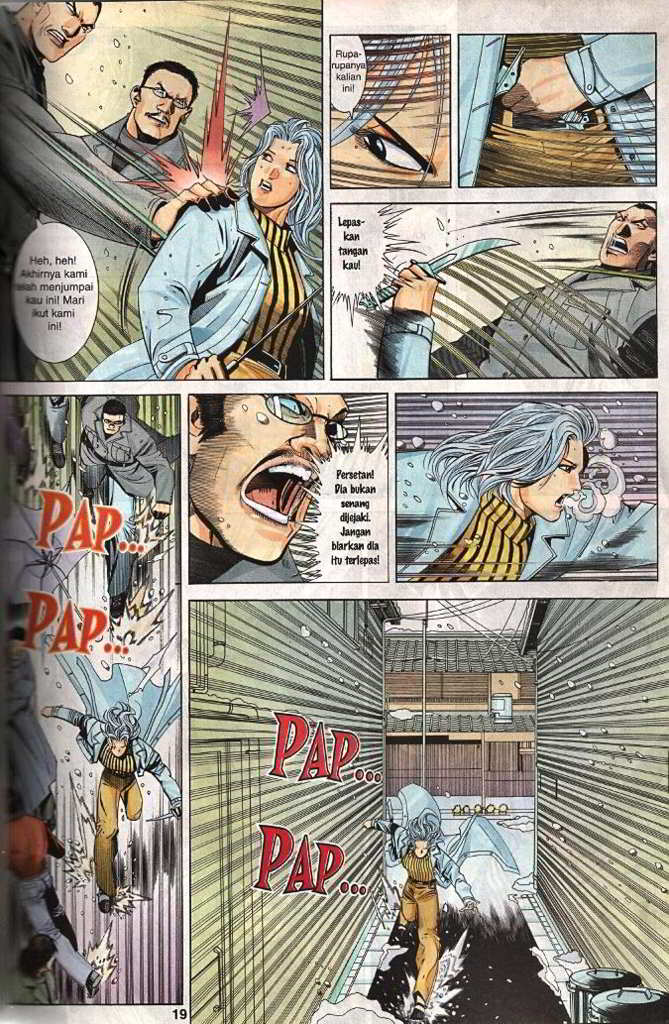 Heh, heh!
Akhirnya kami
telah menjumpai
kau ini! Mari
ikut kami
ini!
Rupa-
rupanya
kalian
ini!
Lepas-
kan
tangan
kau!
PAP...
PAP...
Persetan!
Dia bukan
senang
dijejaki.
Jangan
biarkan dia
itu terlepas!
PAP...
PAP...
19